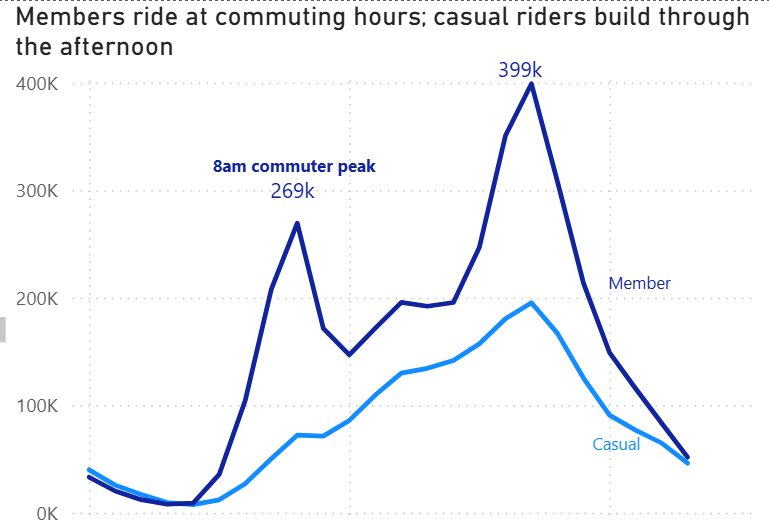 Members ride at commuting hours; casual riders build through
the afternoon
399k
400K
8am commuter peak
269k
300K
Member
200K
100K
Casual
0K